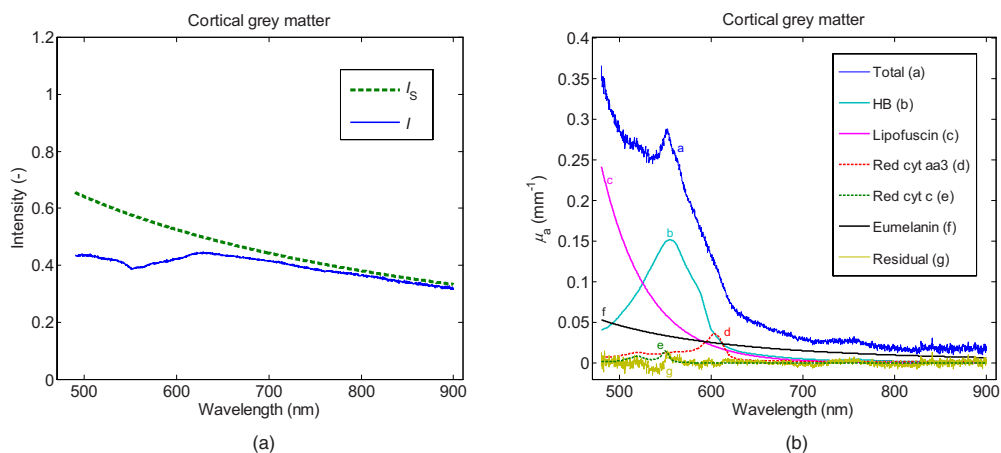 Cortical grey matter
1.2
1
0.8
0.6
0.4
0.2
0
Intensity (-)
I_S
I
500 600 700 800 900
Wavelength (nm)
(a)
Cortical grey matter
0.4
0.35
0.3
0.25
0.2
0.15
0.1
0.05
0
μ_a (mm⁻¹)
Total (a)
HB (b)
Lipofuscin (c)
Red cyt aa3 (d)
Red cyt c (e)
Eumelanin (f)
Residual (g)
a
c
b
f
d
e
g
500 600 700 800 900
Wavelength (nm)
(b)